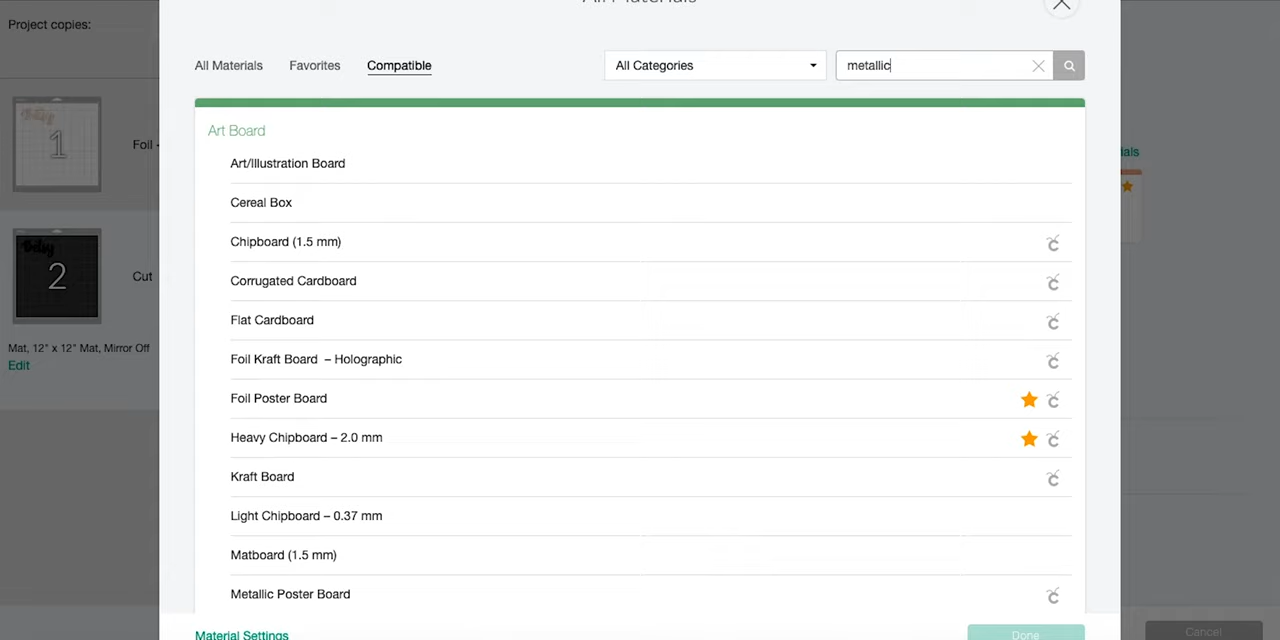 All Materials
Project copies:
All Materials
Favorites
Compatible
All Categories
metallic
Art Board
Art/Illustration Board
Cereal Box
Chipboard (1.5 mm)
Corrugated Cardboard
Flat Cardboard
Foil Kraft Board – Holographic
Foil Poster Board
Heavy Chipboard – 2.0 mm
Kraft Board
Light Chipboard – 0.37 mm
Matboard (1.5 mm)
Metallic Poster Board
Material Settings
Done
1
Foil -
2
Cut
Mat, 12" x 12" Mat, Mirror Off
Edit
ials
Cancel